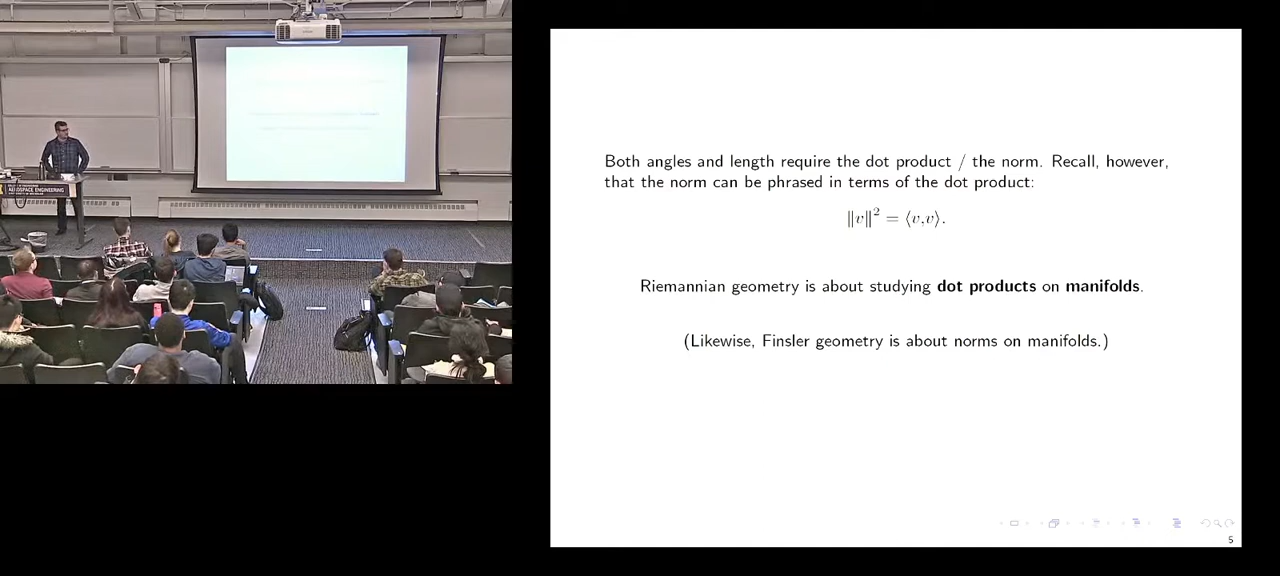 AEROSPACE ENGINEERING
Both angles and length require the dot product / the norm. Recall, however,
that the norm can be phrased in terms of the dot product:
‖v‖² = ⟨v,v⟩.
Riemannian geometry is about studying dot products on manifolds.
(Likewise, Finsler geometry is about norms on manifolds.)
5